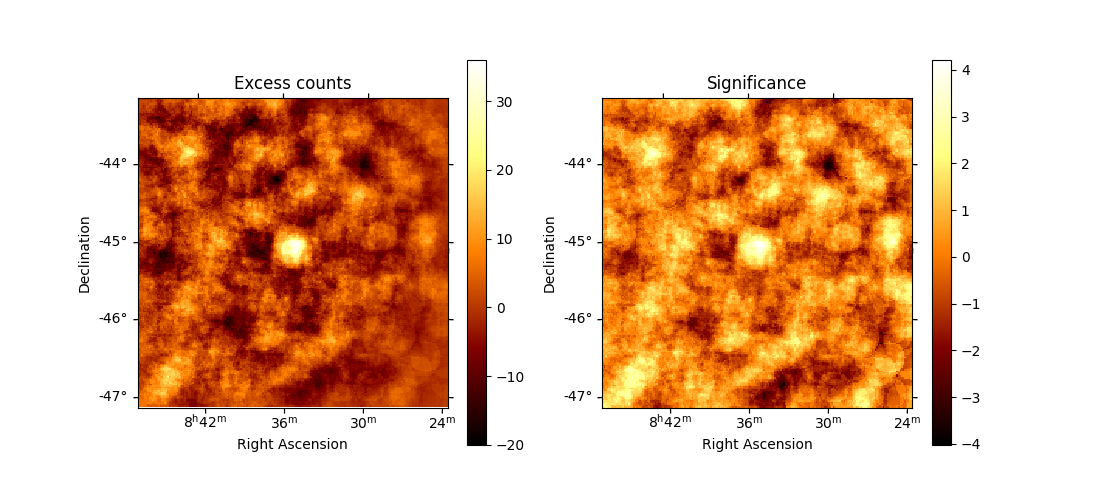 Excess counts
Declination
-44°
-45°
-46°
-47°
8ʰ42ᵐ
36ᵐ
30ᵐ
24ᵐ
Right Ascension
30
20
10
0
−10
−20
Significance
Declination
-44°
-45°
-46°
-47°
8ʰ42ᵐ
36ᵐ
30ᵐ
24ᵐ
Right Ascension
4
3
2
1
0
−1
−2
−3
−4